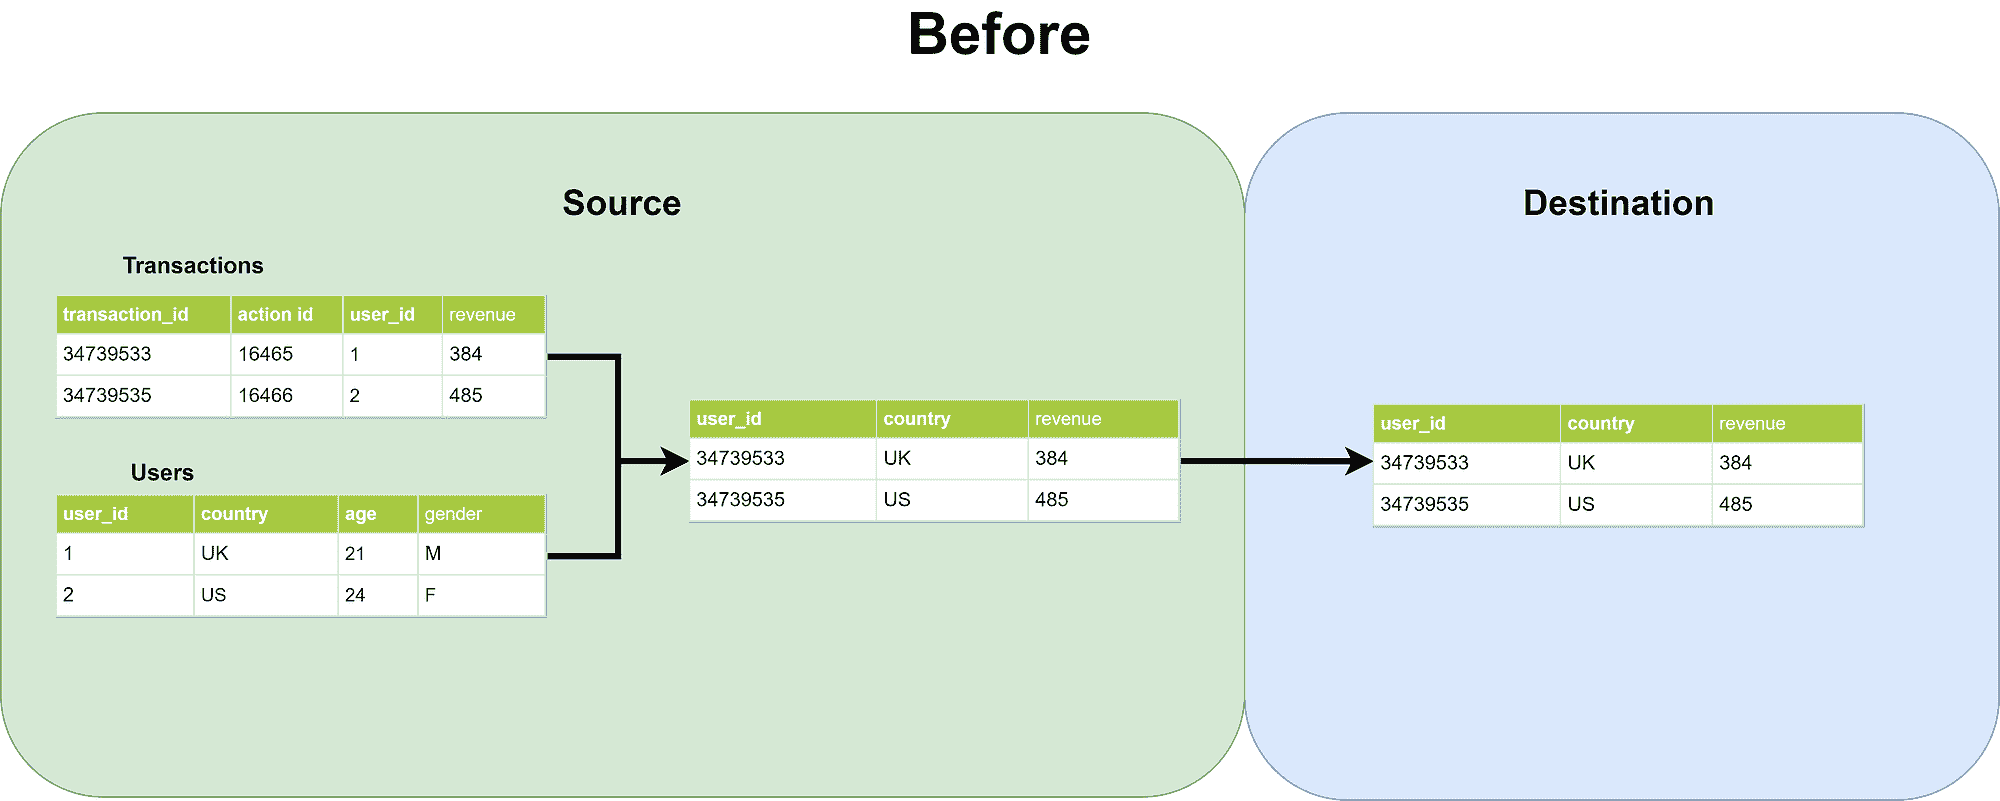 Before
Source
Transactions
transaction_id action id user_id revenue
34739533 16465 1 384
34739535 16466 2 485
Users
user_id country age gender
1 UK 21 M
2 US 24 F
user_id country revenue
34739533 UK 384
34739535 US 485
Destination
user_id country revenue
34739533 UK 384
34739535 US 485